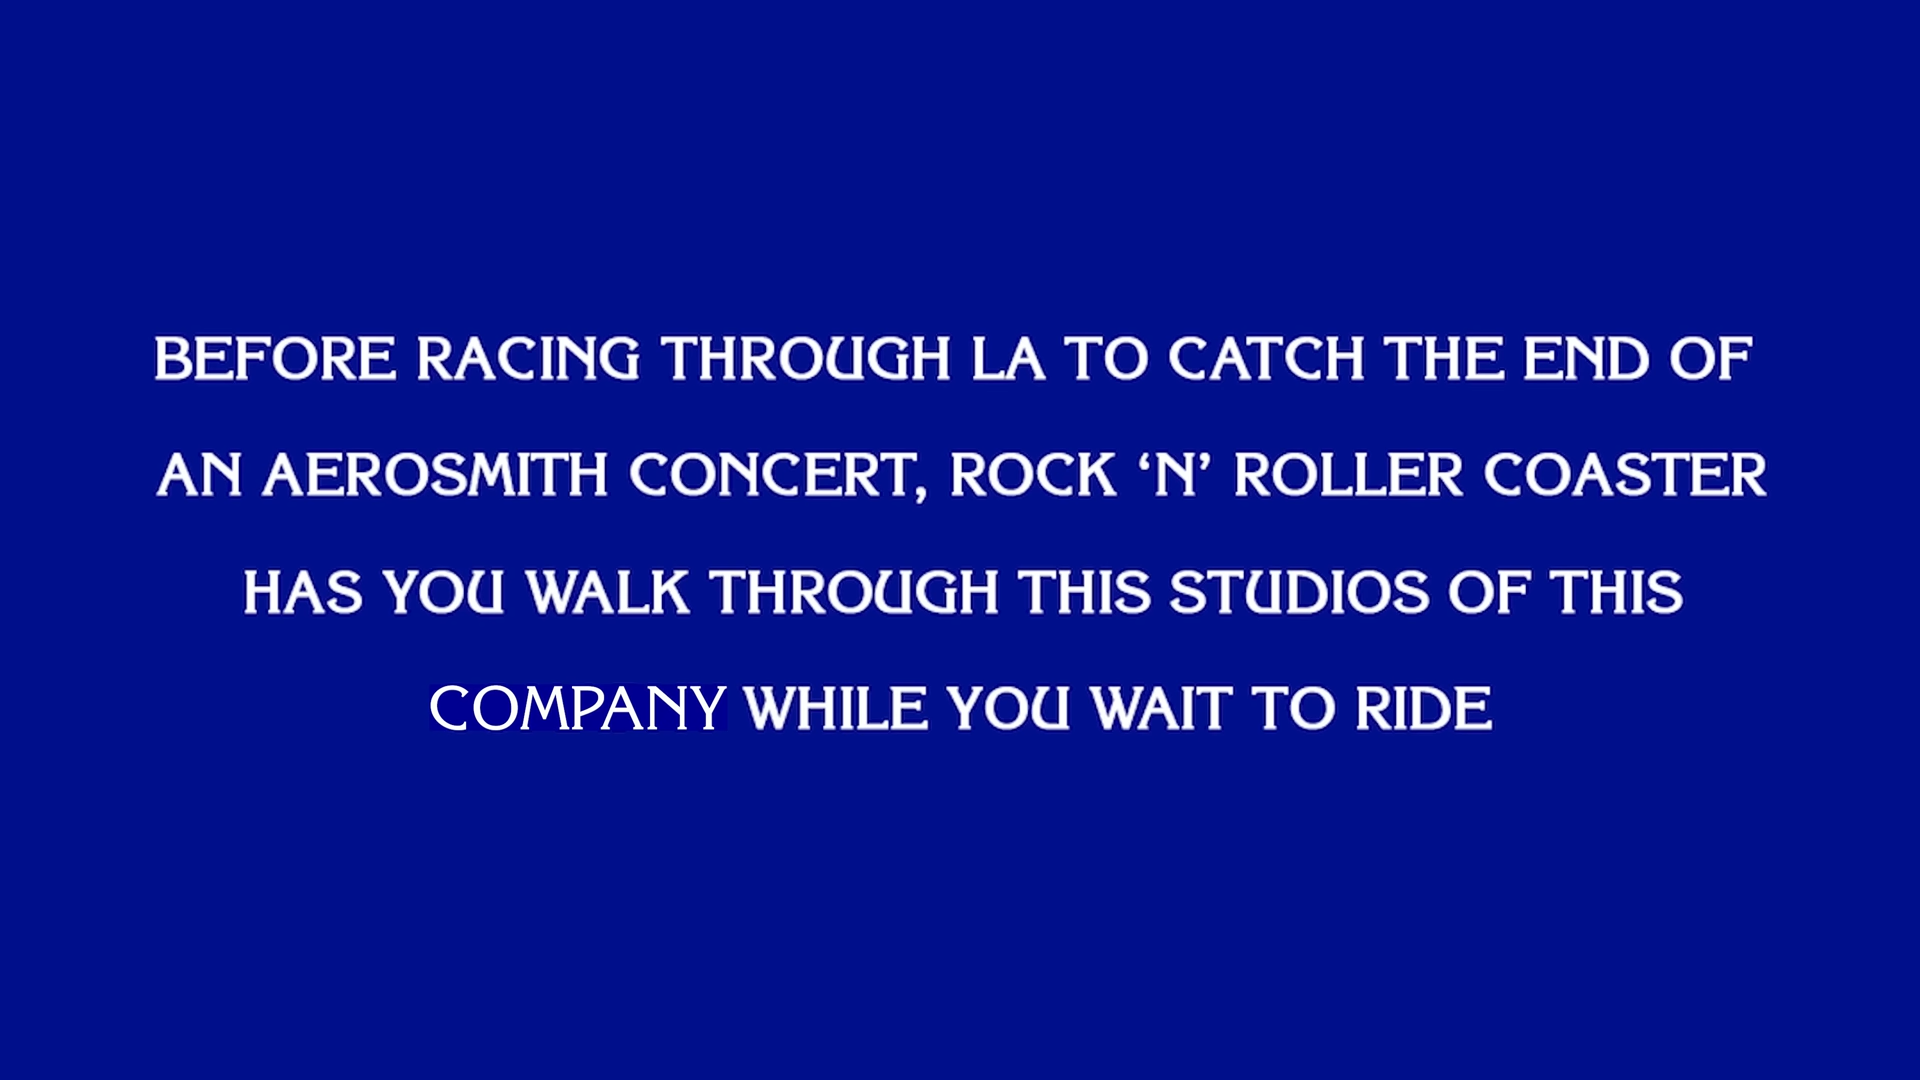 BEFORE RACING THROUGH LA TO CATCH THE END OF
AN AEROSMITH CONCERT, ROCK ‘N’ ROLLER COASTER
HAS YOU WALK THROUGH THIS STUDIOS OF THIS
COMPANY WHILE YOU WAIT TO RIDE